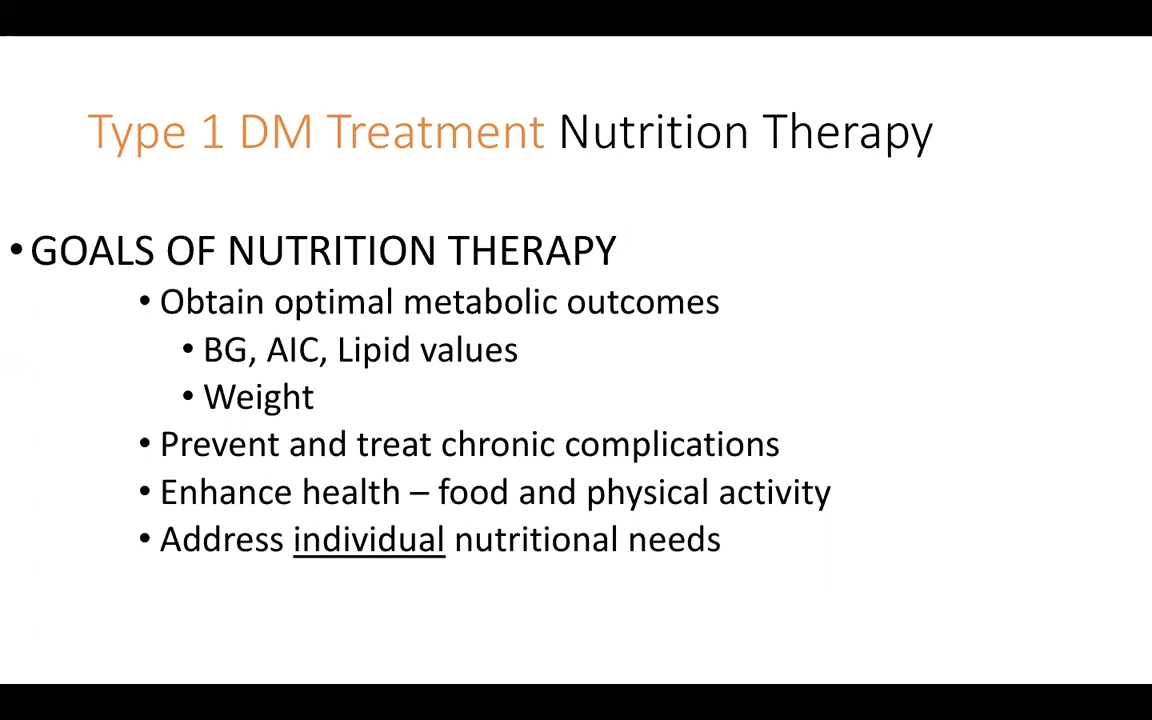 Type 1 DM Treatment Nutrition Therapy
• GOALS OF NUTRITION THERAPY
• Obtain optimal metabolic outcomes
• BG, AIC, Lipid values
• Weight
• Prevent and treat chronic complications
• Enhance health – food and physical activity
• Address individual nutritional needs